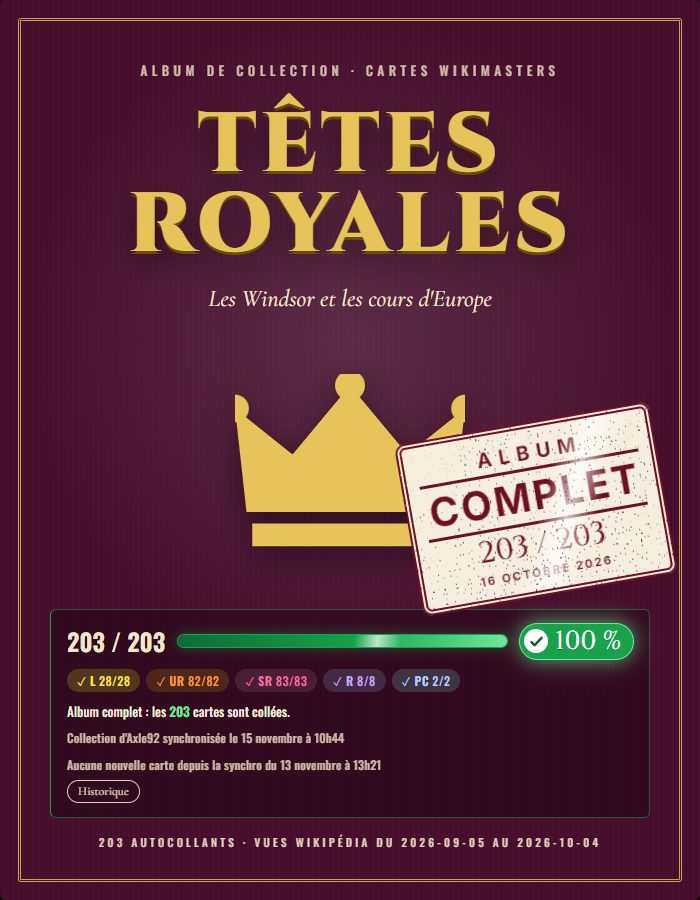 ALBUM DE COLLECTION · CARTES WIKIMASTERS
TÊTES
ROYALES
Les Windsor et les cours d'Europe
ALBUM
COMPLET
203 / 203
16 OCTOBRE 2026
203 / 203
100 %
✓ L 28/28
✓ UR 82/82
✓ SR 83/83
✓ R 8/8
✓ PC 2/2
Album complet : les 203 cartes sont collées.
Collection d'Axle92 synchronisée le 15 novembre à 10h44
Aucune nouvelle carte depuis la synchro du 13 novembre à 13h21
Historique
203 AUTOCOLLANTS · VUES WIKIPÉDIA DU 2026-09-05 AU 2026-10-04